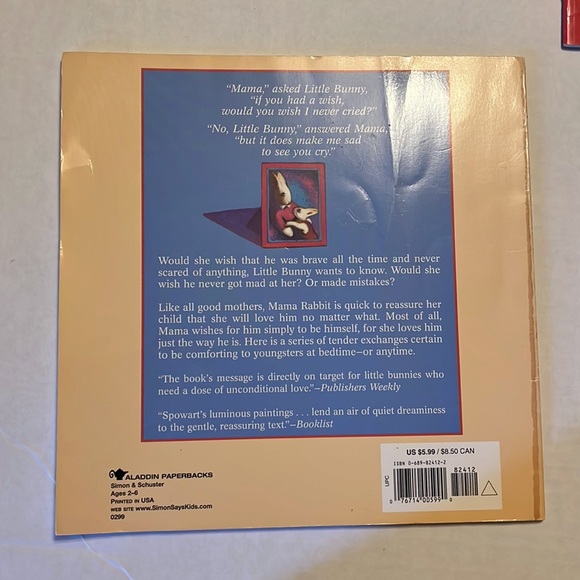 "Mama," asked Little Bunny,
"if you had a wish,
would you wish I never cried?"
"No, Little Bunny," answered Mama,
"but it does make me sad
to see you cry."
Would she wish that he was brave all the time and never
scared of anything, Little Bunny wants to know. Would she
wish he never got mad at her? Or made mistakes?
Like all good mothers, Mama Rabbit is quick to reassure her
child that she will love him no matter what. Most of all,
Mama wishes for him simply to be himself, for she loves him
just the way he is. Here is a series of tender exchanges certain
to be comforting to youngsters at bedtime—or anytime.
"The book's message is directly on target for little bunnies who
need a dose of unconditional love."—Publishers Weekly
"Spowart's luminous paintings . . . lend an air of quiet dreaminess
to the gentle, reassuring text."—Booklist
ALADDIN PAPERBACKS
Simon & Schuster
Ages 2–6
PRINTED IN USA
WEB SITE www.SimonSaysKids.com
0299
US $5.99 / $8.50 CAN
ISBN 0-689-82412-2
82412
UPC
0 76714 00599 0